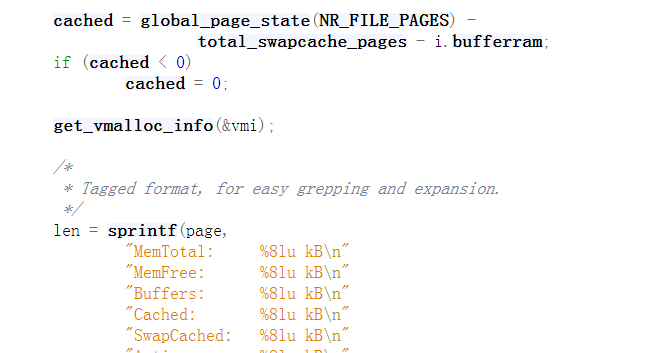 cached = global_page_state(NR_FILE_PAGES) -
total_swapcache_pages - i.bufferram;
if (cached < 0)
cached = 0;
get_vmalloc_info(&vmi);
/*
* Tagged format, for easy grepping and expansion.
*/
len = sprintf(page,
"MemTotal:     %8lu kB\n"
"MemFree:      %8lu kB\n"
"Buffers:      %8lu kB\n"
"Cached:       %8lu kB\n"
"SwapCached:   %8lu kB\n"